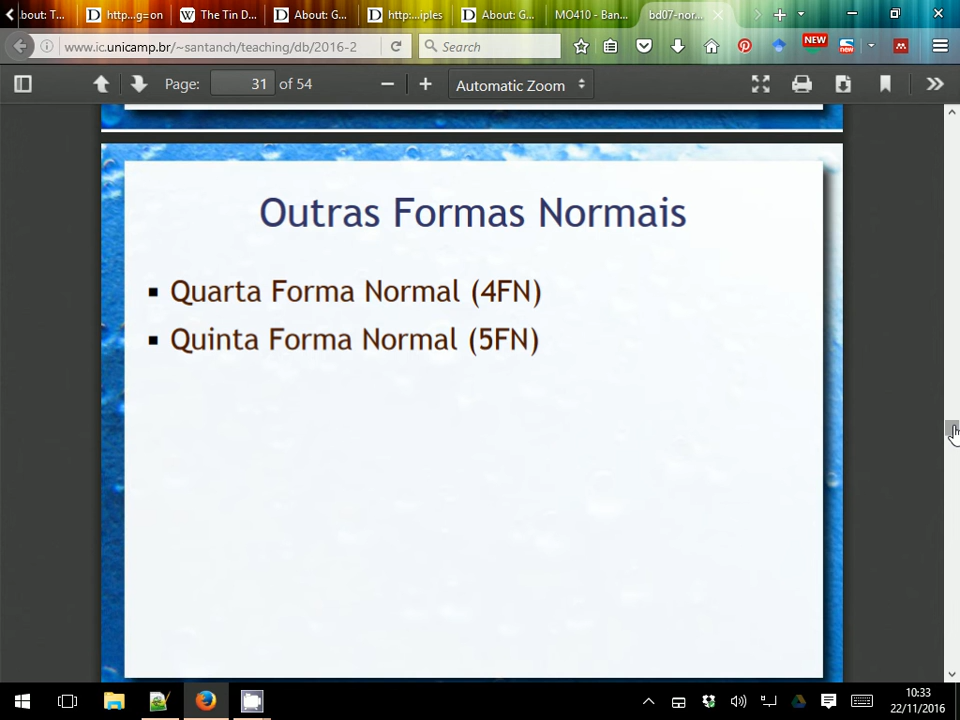 bout: T...
http...g=on
The Tin D...
About: G...
http:...iples
About: G...
MO410 - Ban...
bd07-nor...
www.ic.unicamp.br/~santanch/teaching/db/2016-2
Search
NEW
Page: 31 of 54
Automatic Zoom
Outras Formas Normais
▪ Quarta Forma Normal (4FN)
▪ Quinta Forma Normal (5FN)
10:33
22/11/2016